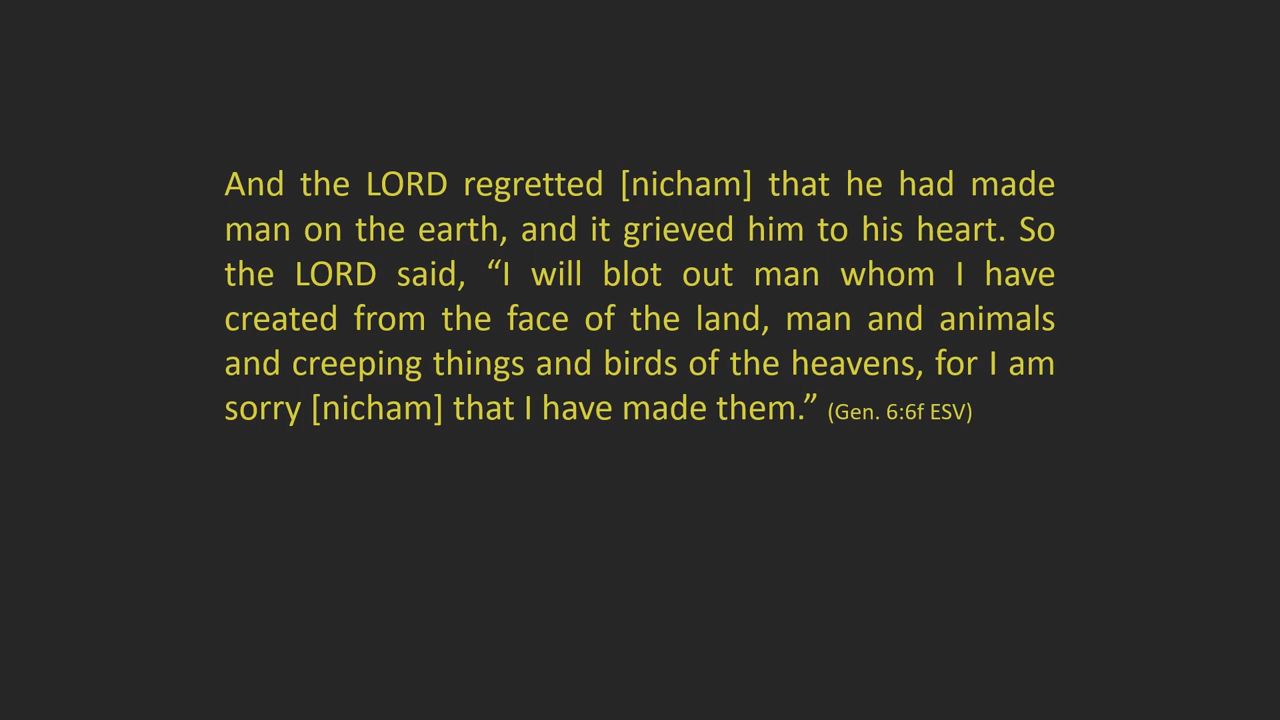 And the LORD regretted [nicham] that he had made
man on the earth, and it grieved him to his heart. So
the LORD said, “I will blot out man whom I have
created from the face of the land, man and animals
and creeping things and birds of the heavens, for I am
sorry [nicham] that I have made them.” (Gen. 6:6f ESV)